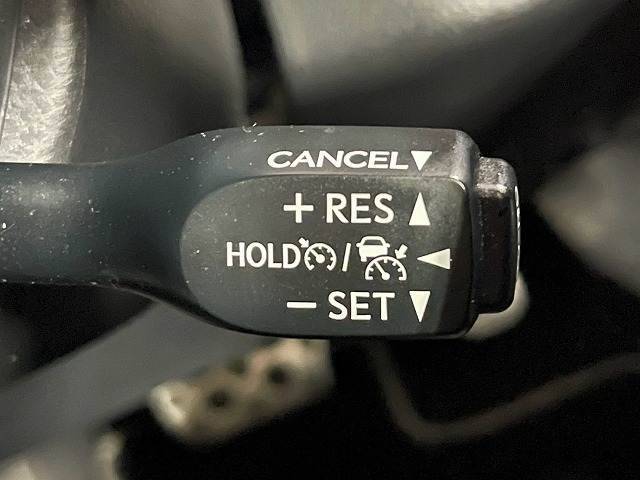 CANCEL▼
+ RES ▲
HOLD / ◀
− SET ▼